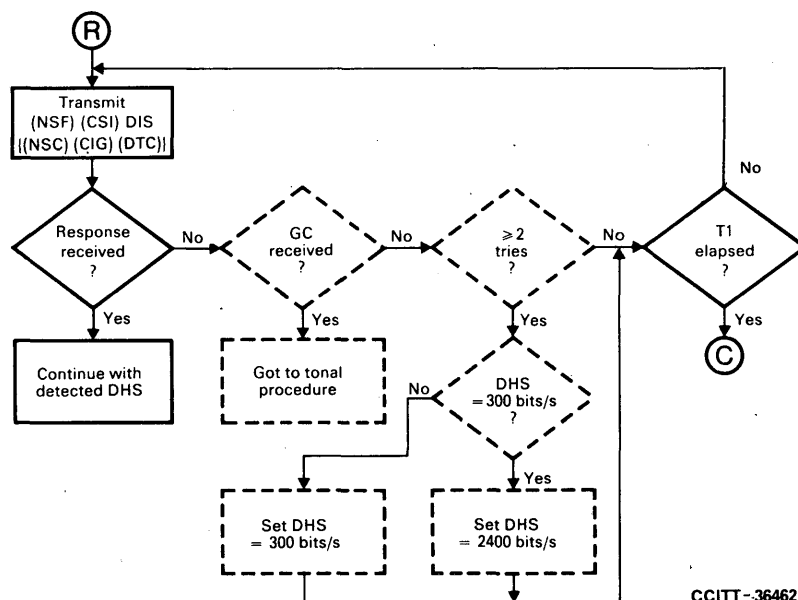 R
Transmit
(NSF) (CSI) DIS
|(NSC) (CIG) (DTC)|
Response
received
?
No
GC
received
?
No
≥2
tries
?
No
T1
elapsed
?
No
Yes
Yes
Yes
Yes
Continue with
detected DHS
Got to tonal
procedure
DHS
= 300 bits/s
?
No
Yes
C
Set DHS
= 300 bits/s
Set DHS
= 2400 bits/s
CCITT-36462